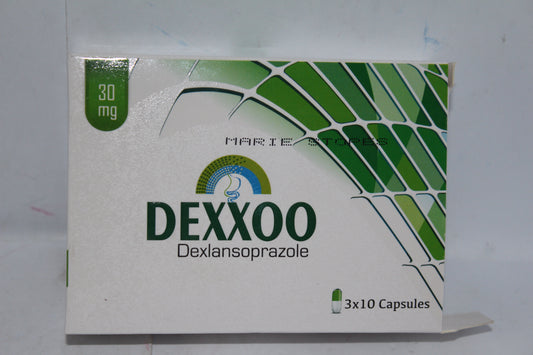 30
mg
MARIE STOPES
DEXXOO
Dexlansoprazole
3x10 Capsules